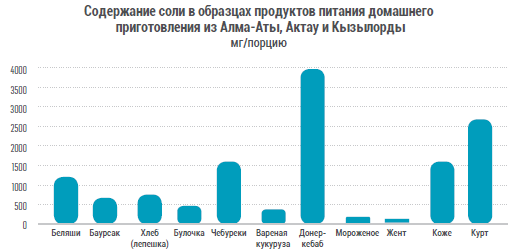 Содержание соли в образцах продуктов питания домашнего
приготовления из Алма-Аты, Актау и Кызылорды
мг/порцию
4000
3500
3000
2500
2000
1500
1000
500
0
Беляши Баурсак Хлеб Булочка Чебуреки Вареная Донер- Мороженое Жент Коже Курт
(лепешка) кукуруза кебаб